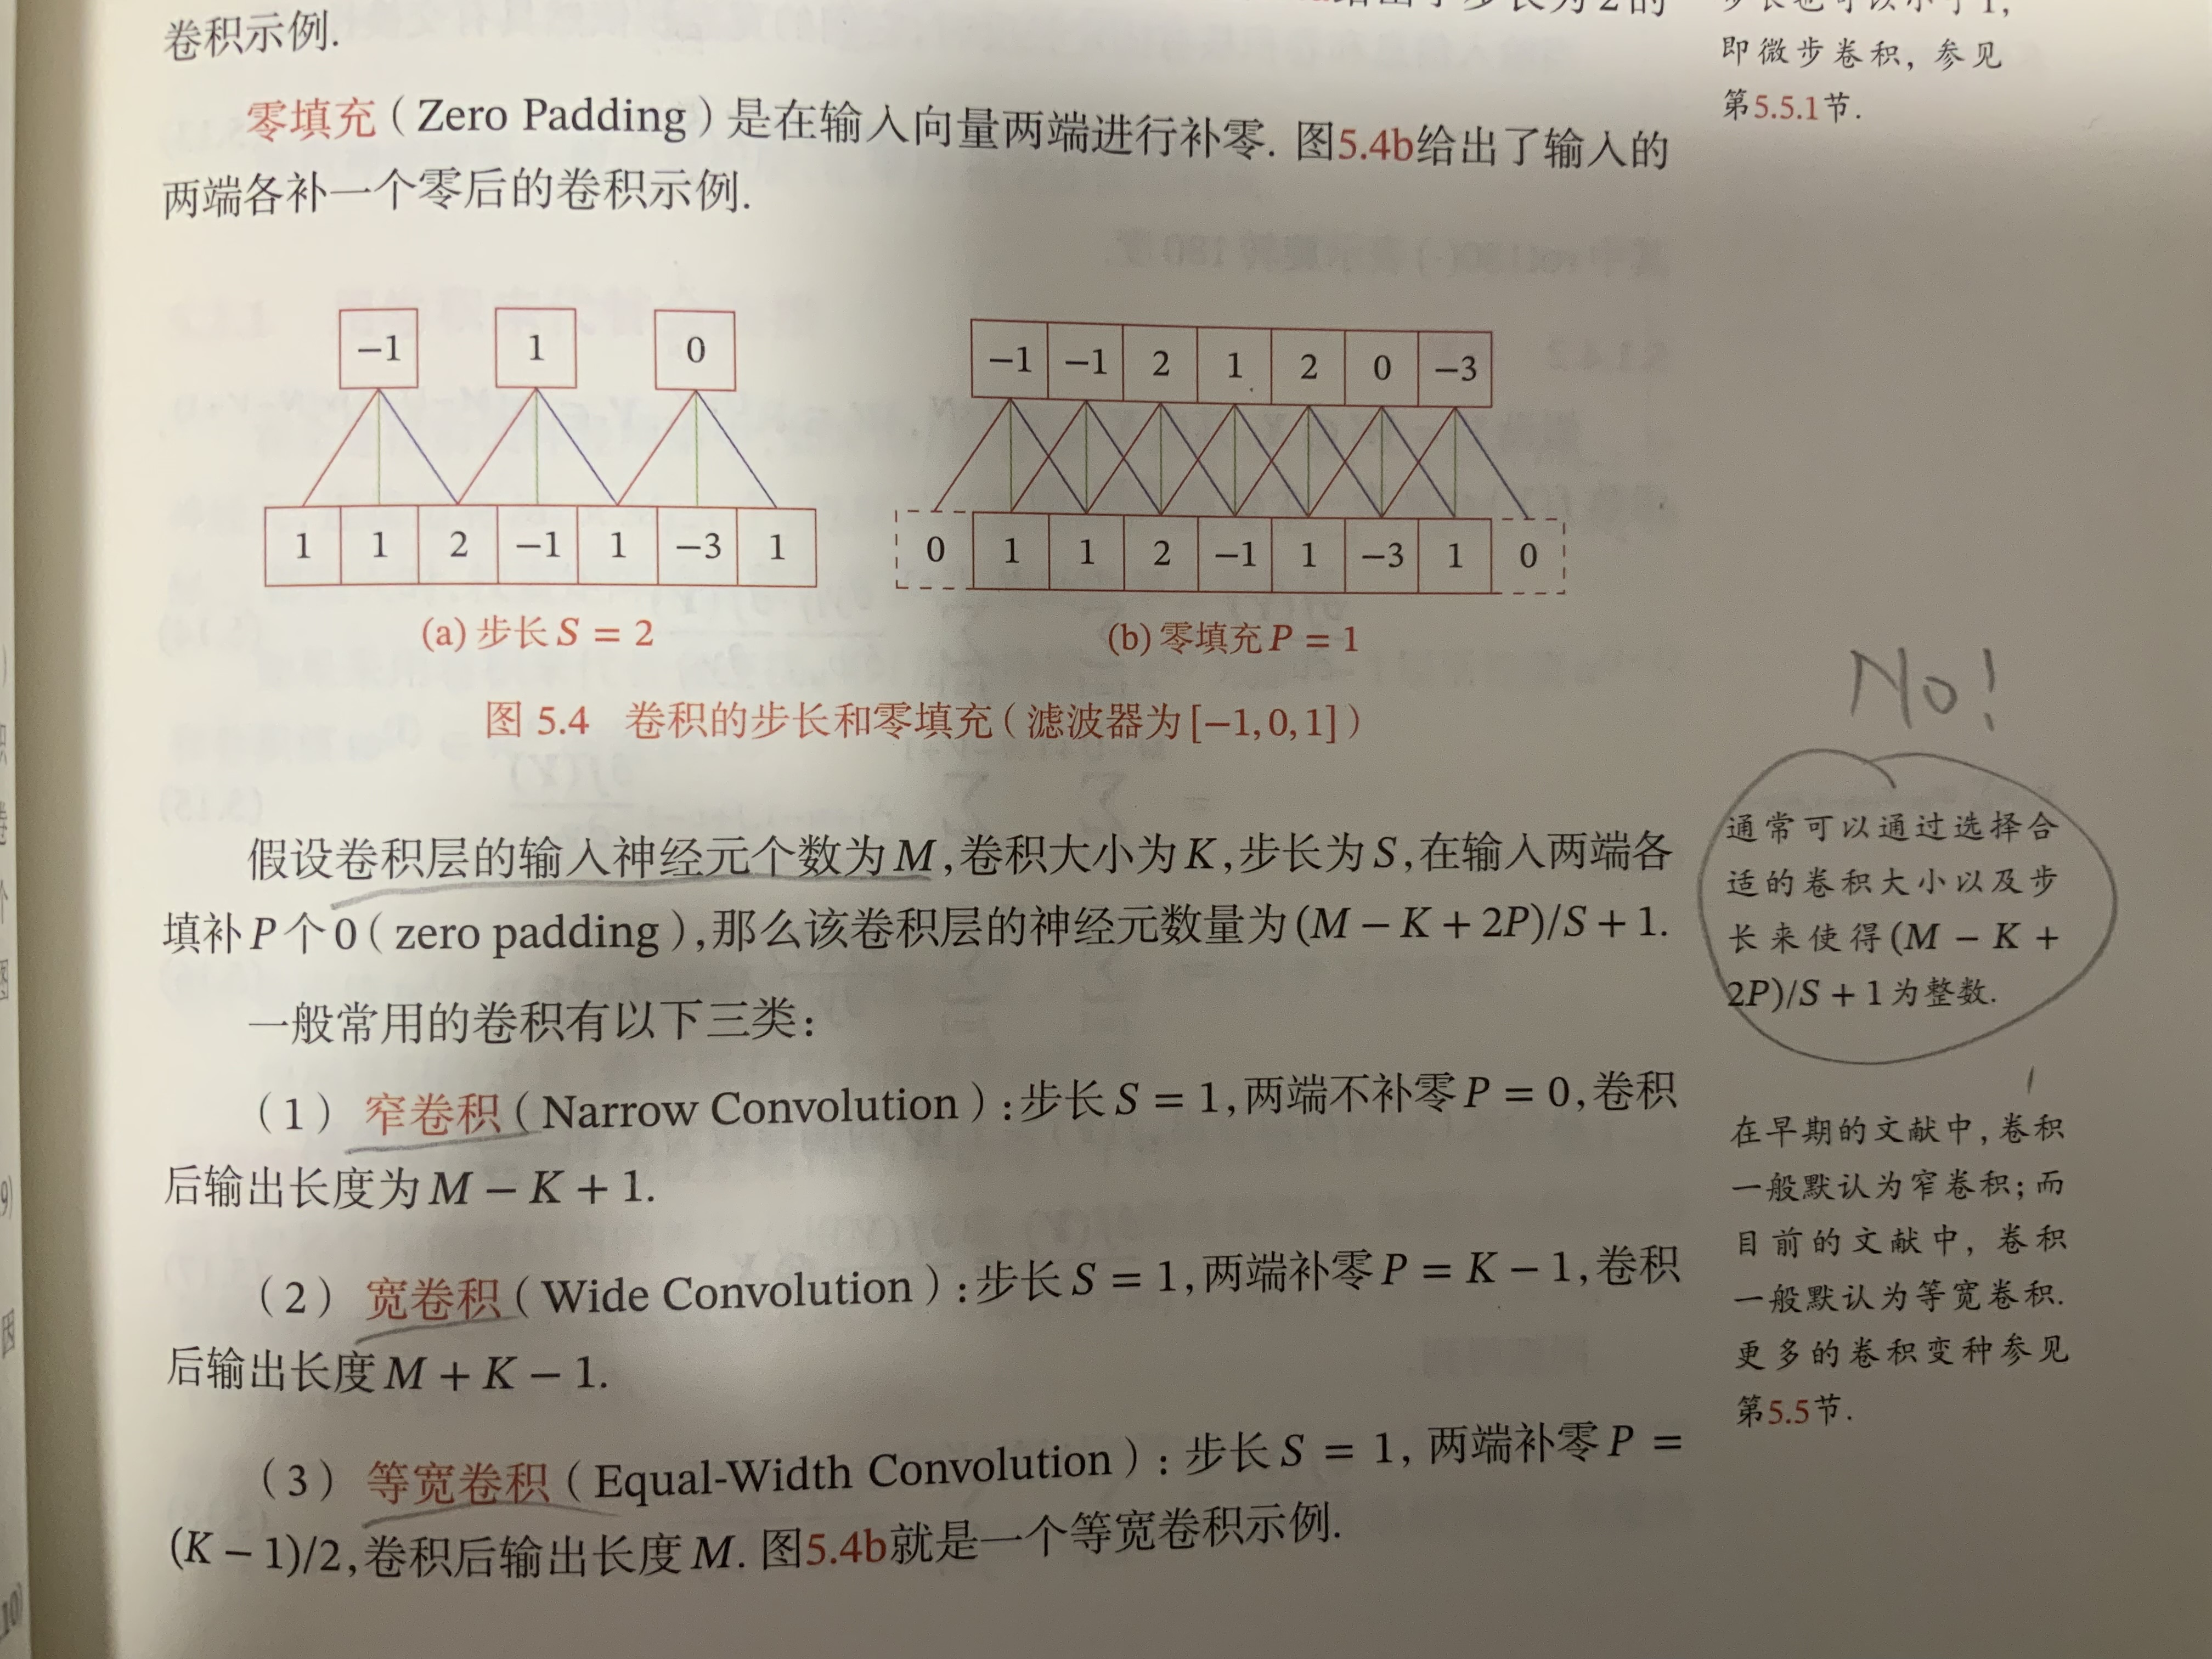 步长为2的
卷积示例.
零填充（Zero Padding）是在输入向量两端进行补零. 图5.4b给出了输入的
两端各补一个零后的卷积示例.
−1 1 0
1 1 2 −1 1 −3 1
(a) 步长 S = 2
−1 −1 2 1 2 0 −3
0 1 1 2 −1 1 −3 1 0
(b) 零填充 P = 1
图 5.4 卷积的步长和零填充（滤波器为[−1, 0, 1]）
假设卷积层的输入神经元个数为M,卷积大小为K,步长为S,在输入两端各
填补P个0（zero padding）,那么该卷积层的神经元数量为(M − K + 2P)/S + 1.
一般常用的卷积有以下三类:
（1）窄卷积（Narrow Convolution）:步长S = 1,两端不补零P = 0,卷积
后输出长度为M − K + 1.
（2）宽卷积（Wide Convolution）:步长S = 1,两端补零P = K − 1,卷积
后输出长度M + K − 1.
（3）等宽卷积（Equal-Width Convolution）: 步长S = 1, 两端补零P =
(K − 1)/2,卷积后输出长度M. 图5.4b就是一个等宽卷积示例.
步长也可以小于1,
即微步卷积, 参见
第5.5.1节.
No!
通常可以通过选择合
适的卷积大小以及步
长来使得(M − K +
2P)/S + 1为整数.
在早期的文献中, 卷积
一般默认为窄卷积; 而
目前的文献中, 卷积
一般默认为等宽卷积.
更多的卷积变种参见
第5.5节.